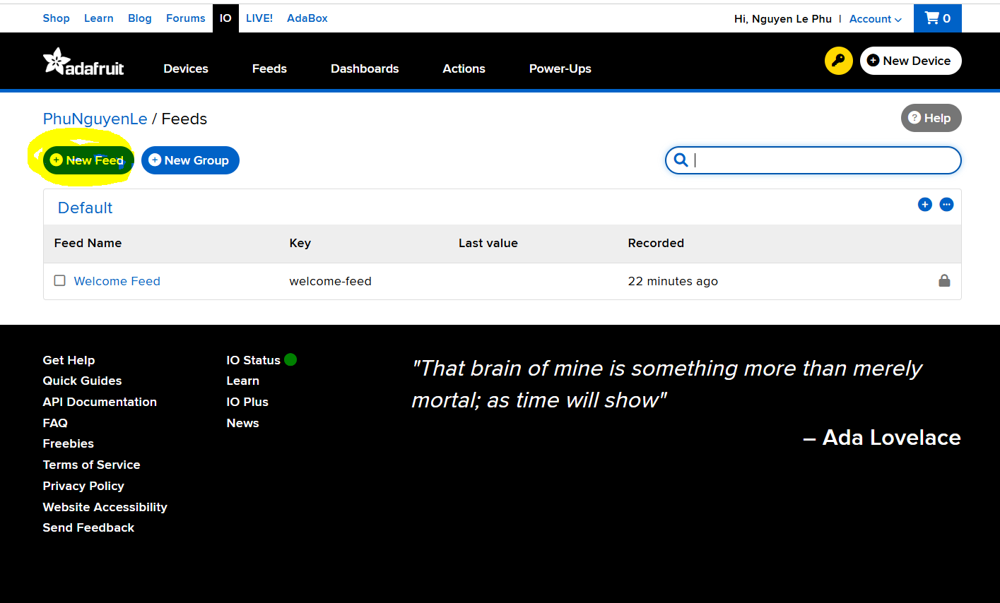 Shop Learn Blog Forums IO LIVE! AdaBox Hi, Nguyen Le Phu | Account 0
adafruit Devices Feeds Dashboards Actions Power-Ups New Device
PhuNguyenLe / Feeds Help
New Feed New Group
Default
Feed Name Key Last value Recorded
Welcome Feed welcome-feed 22 minutes ago
Get Help
Quick Guides
API Documentation
FAQ
Freebies
Terms of Service
Privacy Policy
Website Accessibility
Send Feedback
IO Status
Learn
IO Plus
News
"That brain of mine is something more than merely
mortal; as time will show"
– Ada Lovelace